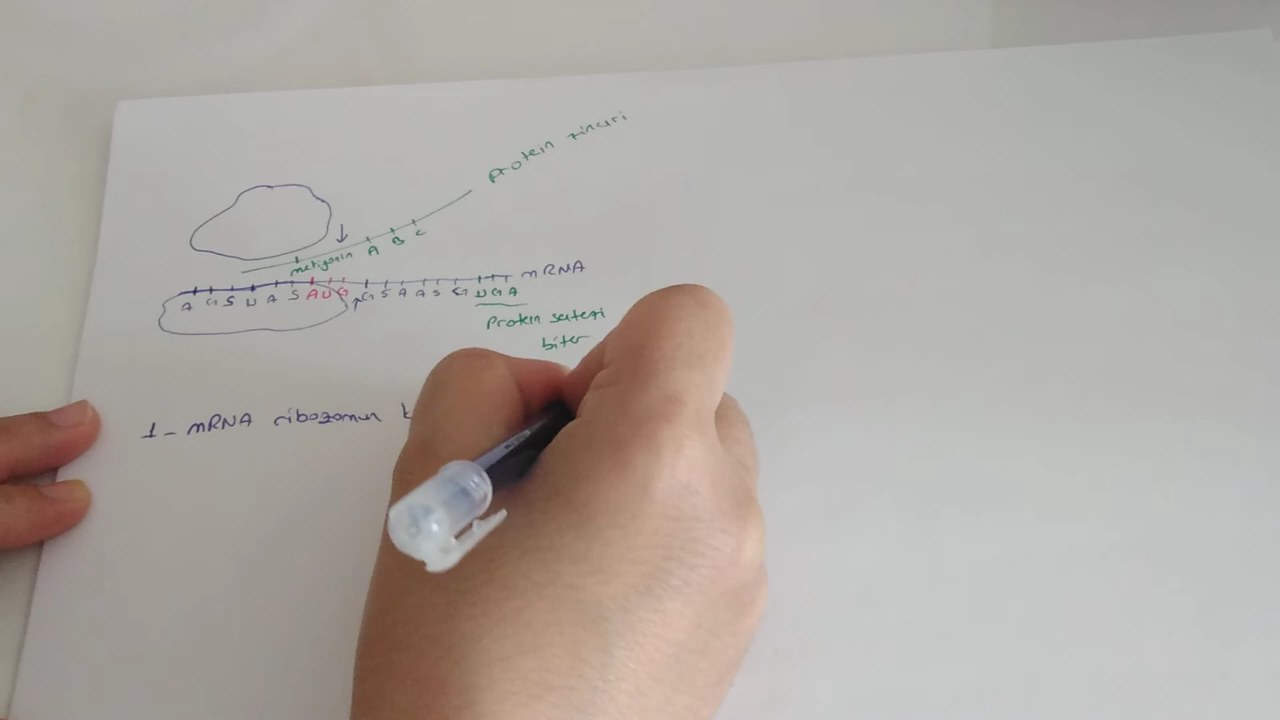 protein zinciri
metiyonin A B C
mRNA
A G S U A S A U G G S A A S G U G A
Protein sentezi
biter
1- mRNA ribozomun k